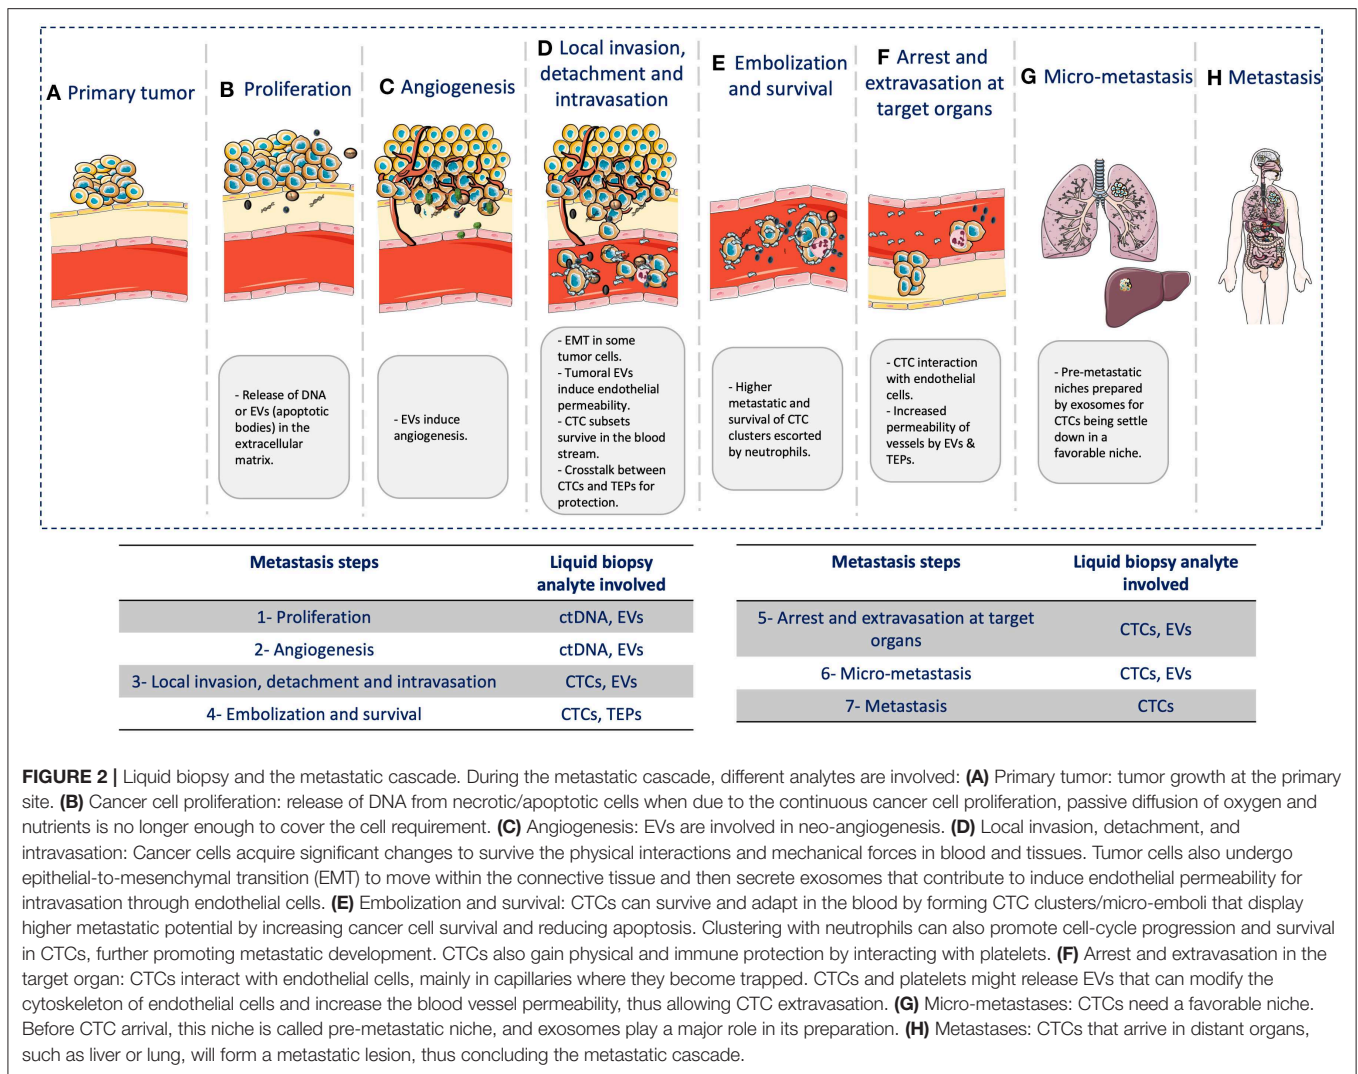 A Primary tumor
B Proliferation
C Angiogenesis
D Local invasion,
detachment and
intravasation
E Embolization
and survival
F Arrest and
extravasation at
target organs
G Micro-metastasis
H Metastasis
- Release of DNA
or EVs (apoptotic
bodies) in the
extracellular
matrix.
- EVs induce
angiogenesis.
- EMT in some
tumor cells.
- Tumoral EVs
induce endothelial
permeability.
- CTC subsets
survive in the blood
stream.
- Crosstalk between
CTCs and TEPs for
protection.
- Higher
metastatic and
survival of CTC
clusters escorted
by neutrophils.
- CTC interaction
with endothelial
cells.
- Increased
permeability of
vessels by EVs &
TEPs.
- Pre-metastatic
niches prepared
by exosomes for
CTCs being settle
down in a
favorable niche.
Metastasis steps
Liquid biopsy
analyte involved
1- Proliferation
ctDNA, EVs
2- Angiogenesis
ctDNA, EVs
3- Local invasion, detachment and intravasation
CTCs, EVs
4- Embolization and survival
CTCs, TEPs
Metastasis steps
Liquid biopsy analyte
involved
5- Arrest and extravasation at target
organs
CTCs, EVs
6- Micro-metastasis
CTCs, EVs
7- Metastasis
CTCs
FIGURE 2 | Liquid biopsy and the metastatic cascade. During the metastatic cascade, different analytes are involved: (A) Primary tumor: tumor growth at the primary
site. (B) Cancer cell proliferation: release of DNA from necrotic/apoptotic cells when due to the continuous cancer cell proliferation, passive diffusion of oxygen and
nutrients is no longer enough to cover the cell requirement. (C) Angiogenesis: EVs are involved in neo-angiogenesis. (D) Local invasion, detachment, and
intravasation: Cancer cells acquire significant changes to survive the physical interactions and mechanical forces in blood and tissues. Tumor cells also undergo
epithelial-to-mesenchymal transition (EMT) to move within the connective tissue and then secrete exosomes that contribute to induce endothelial permeability for
intravasation through endothelial cells. (E) Embolization and survival: CTCs can survive and adapt in the blood by forming CTC clusters/micro-emboli that display
higher metastatic potential by increasing cancer cell survival and reducing apoptosis. Clustering with neutrophils can also promote cell-cycle progression and survival
in CTCs, further promoting metastatic development. CTCs also gain physical and immune protection by interacting with platelets. (F) Arrest and extravasation in the
target organ: CTCs interact with endothelial cells, mainly in capillaries where they become trapped. CTCs and platelets might release EVs that can modify the
cytoskeleton of endothelial cells and increase the blood vessel permeability, thus allowing CTC extravasation. (G) Micro-metastases: CTCs need a favorable niche.
Before CTC arrival, this niche is called pre-metastatic niche, and exosomes play a major role in its preparation. (H) Metastases: CTCs that arrive in distant organs,
such as liver or lung, will form a metastatic lesion, thus concluding the metastatic cascade.